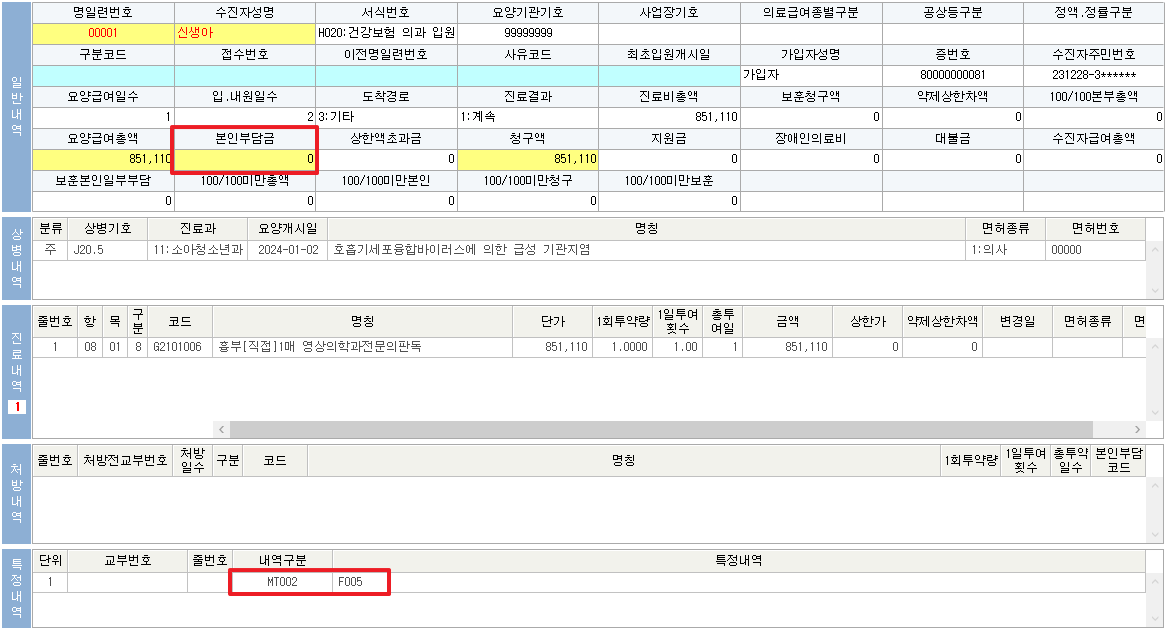 일반내역
명일련번호 수진자성명 서식번호 요양기관기호 사업장기호 의료급여종별구분 공상등구분 정액.정률구분
00001 신생아 H020:건강보험 의과 입원 99999999
구분코드 접수번호 이전명일련번호 사유코드 최초입원개시일 가입자성명 증번호 수진자주민번호
가입자 80000000081 231228-3******
요양급여일수 입.내원일수 도착경로 진료결과 진료비총액 보훈청구액 약제상한차액 100/100본부총액
1 2 3:기타 1:계속 851,110 0 0 0
요양급여총액 본인부담금 상한액초과금 청구액 지원금 장애인의료비 대불금 수진자급여총액
851,110 0 0 851,110 0 0 0 0
보훈본인일부부담 100/100미만총액 100/100미만본인 100/100미만청구 100/100미만보훈
0 0 0 0 0
상병내역
분류 상병기호 진료과 요양개시일 명칭 면허종류 면허번호
주 J20.5 11:소아청소년과 2024-01-02 호흡기세포융합바이러스에 의한 급성 기관지염 1:의사 00000
진료내역
1
줄번호 항 목 구분 코드 명칭 단가 1회투약량 1일투여횟수 총투여일 금액 상한가 약제상한차액 변경일 면허종류 면
1 08 01 8 G2101006 흉부[직접]1매 영상의학과전문의판독 851,110 1.0000 1.00 1 851,110 0 0
처방내역
줄번호 처방전교부번호 처방일수 구분 코드 명칭 1회투약량 1일투여횟수 총투약일수 본인부담코드
특정내역
단위 교부번호 줄번호 내역구분 특정내역
1 MT002 F005